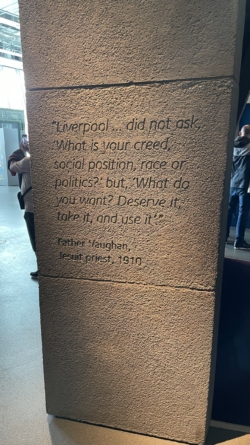 “Liverpool ... did not ask,
‘What is your creed,
social position, race or
politics?’ but, ‘What do
you want? Deserve it,
take it, and use it’.”
Father Vaughan,
Jesuit priest, 1910